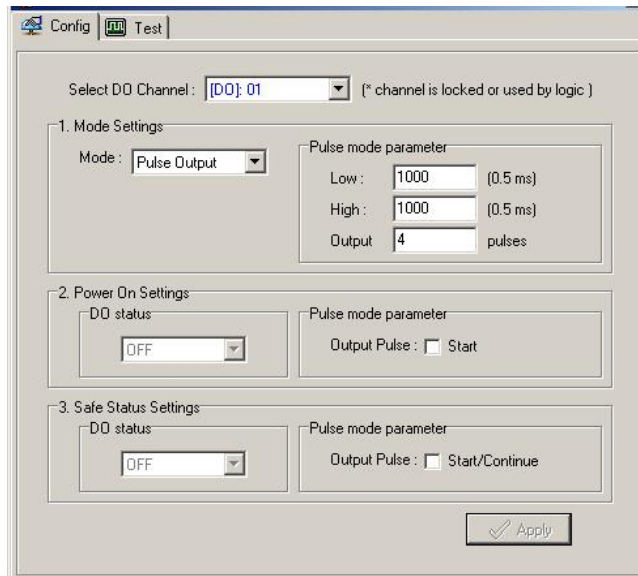 Config Test
Select DO Channel : [DO]: 01 (* channel is locked or used by logic )
1. Mode Settings
Mode : Pulse Output
Pulse mode parameter
Low : 1000 (0.5 ms)
High : 1000 (0.5 ms)
Output 4 pulses
2. Power On Settings
DO status
OFF
Pulse mode parameter
Output Pulse : Start
3. Safe Status Settings
DO status
OFF
Pulse mode parameter
Output Pulse : Start/Continue
Apply